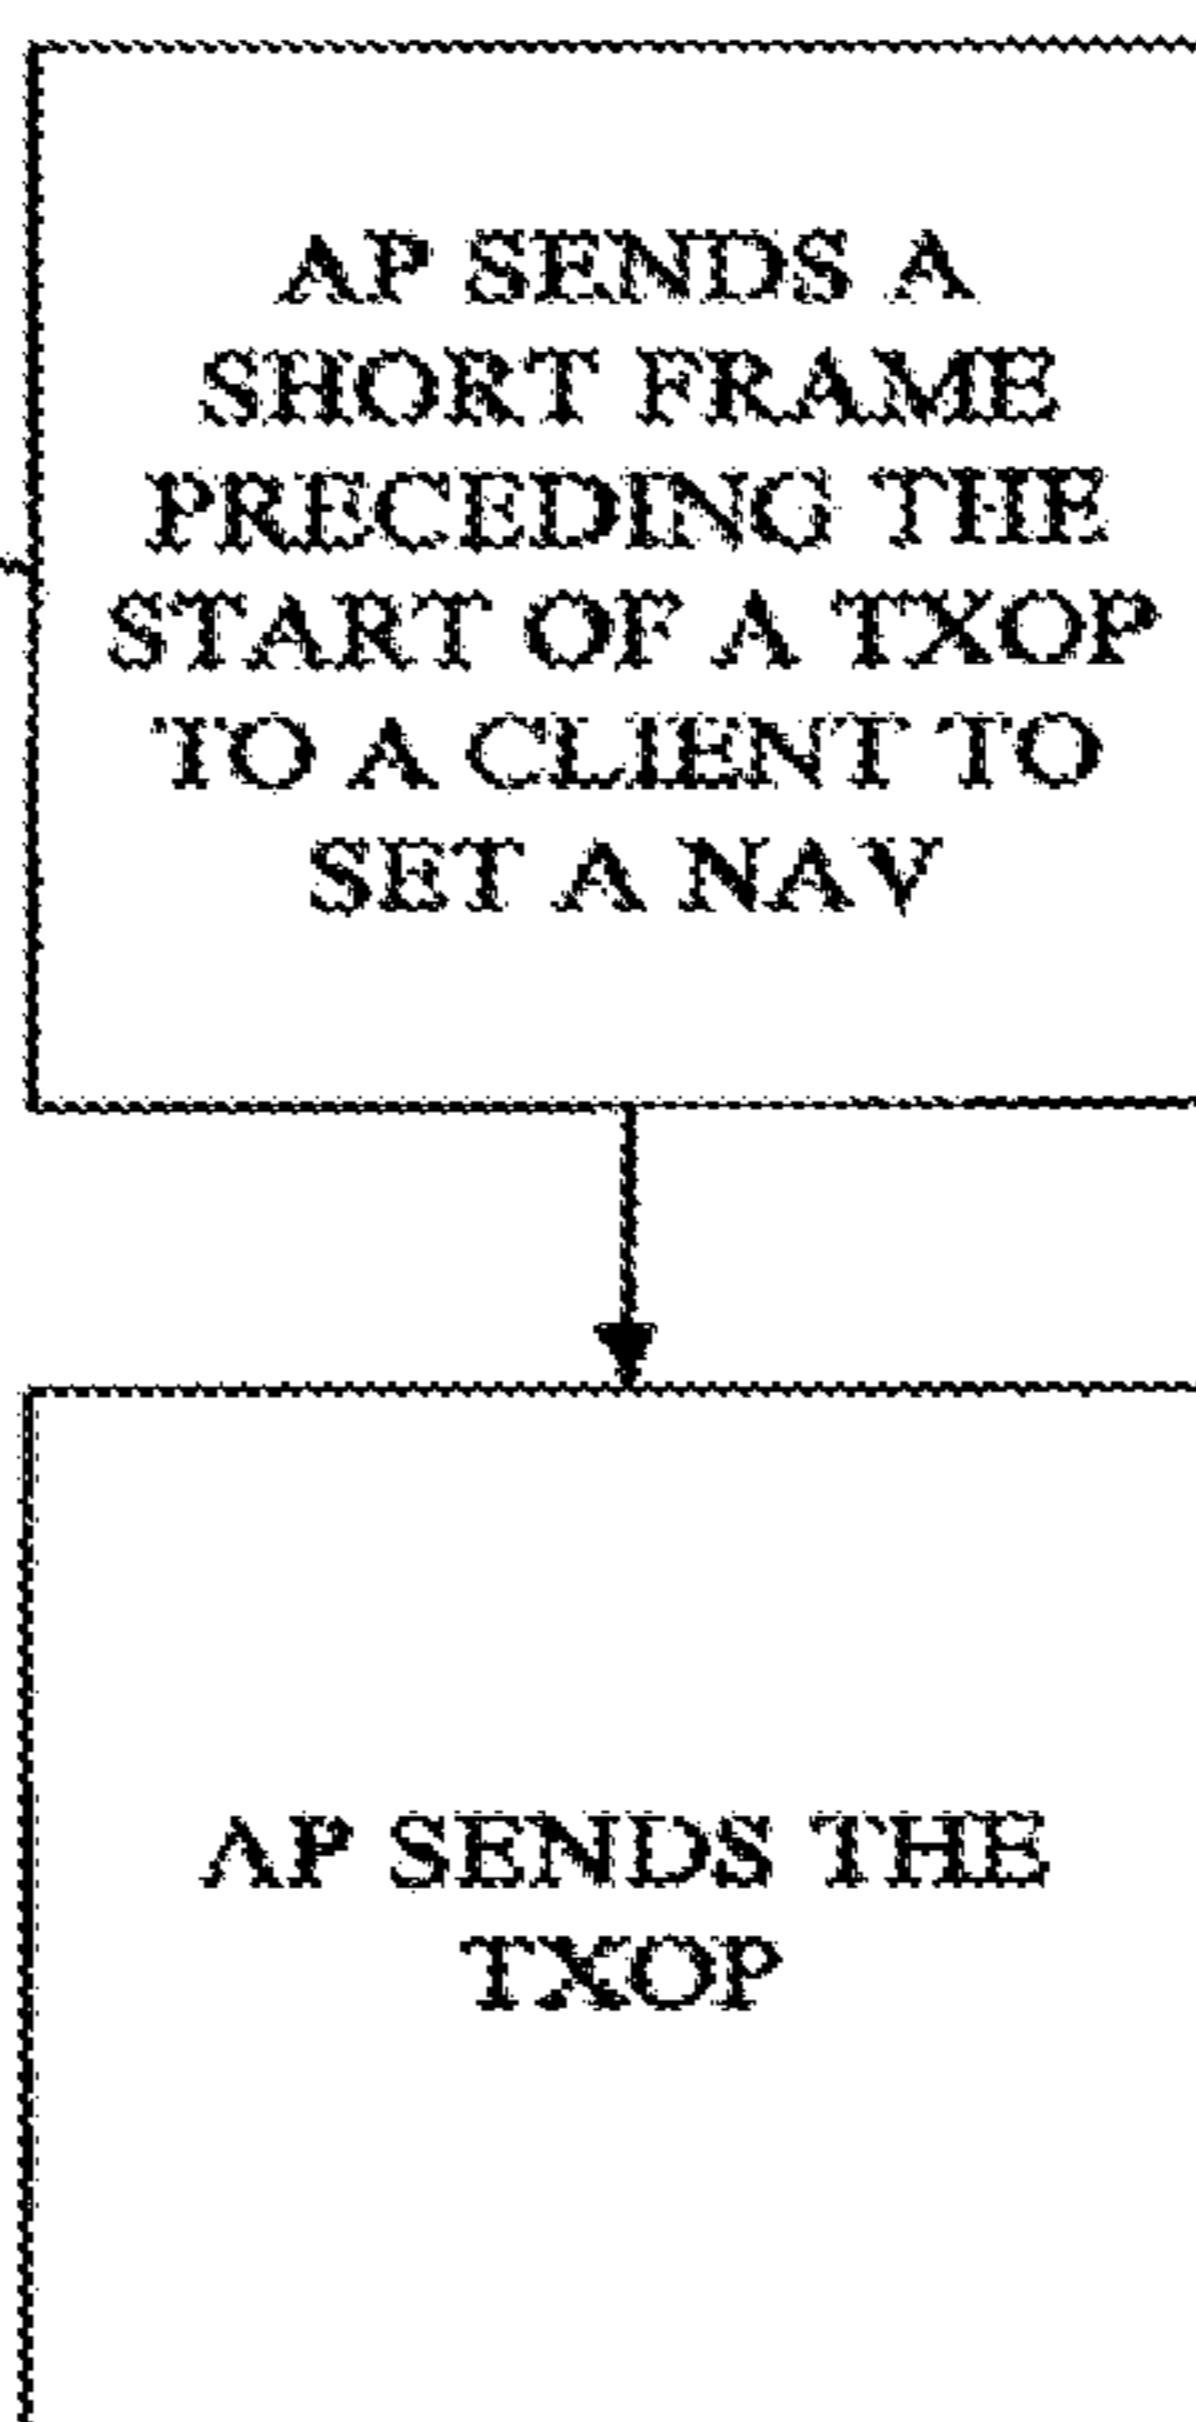 AP SENDS A
SHORT FRAME
PRECEDING THE
START OF A TXOP
TO A CLIENT TO
SET A NAV
AP SENDS THE
TXOP